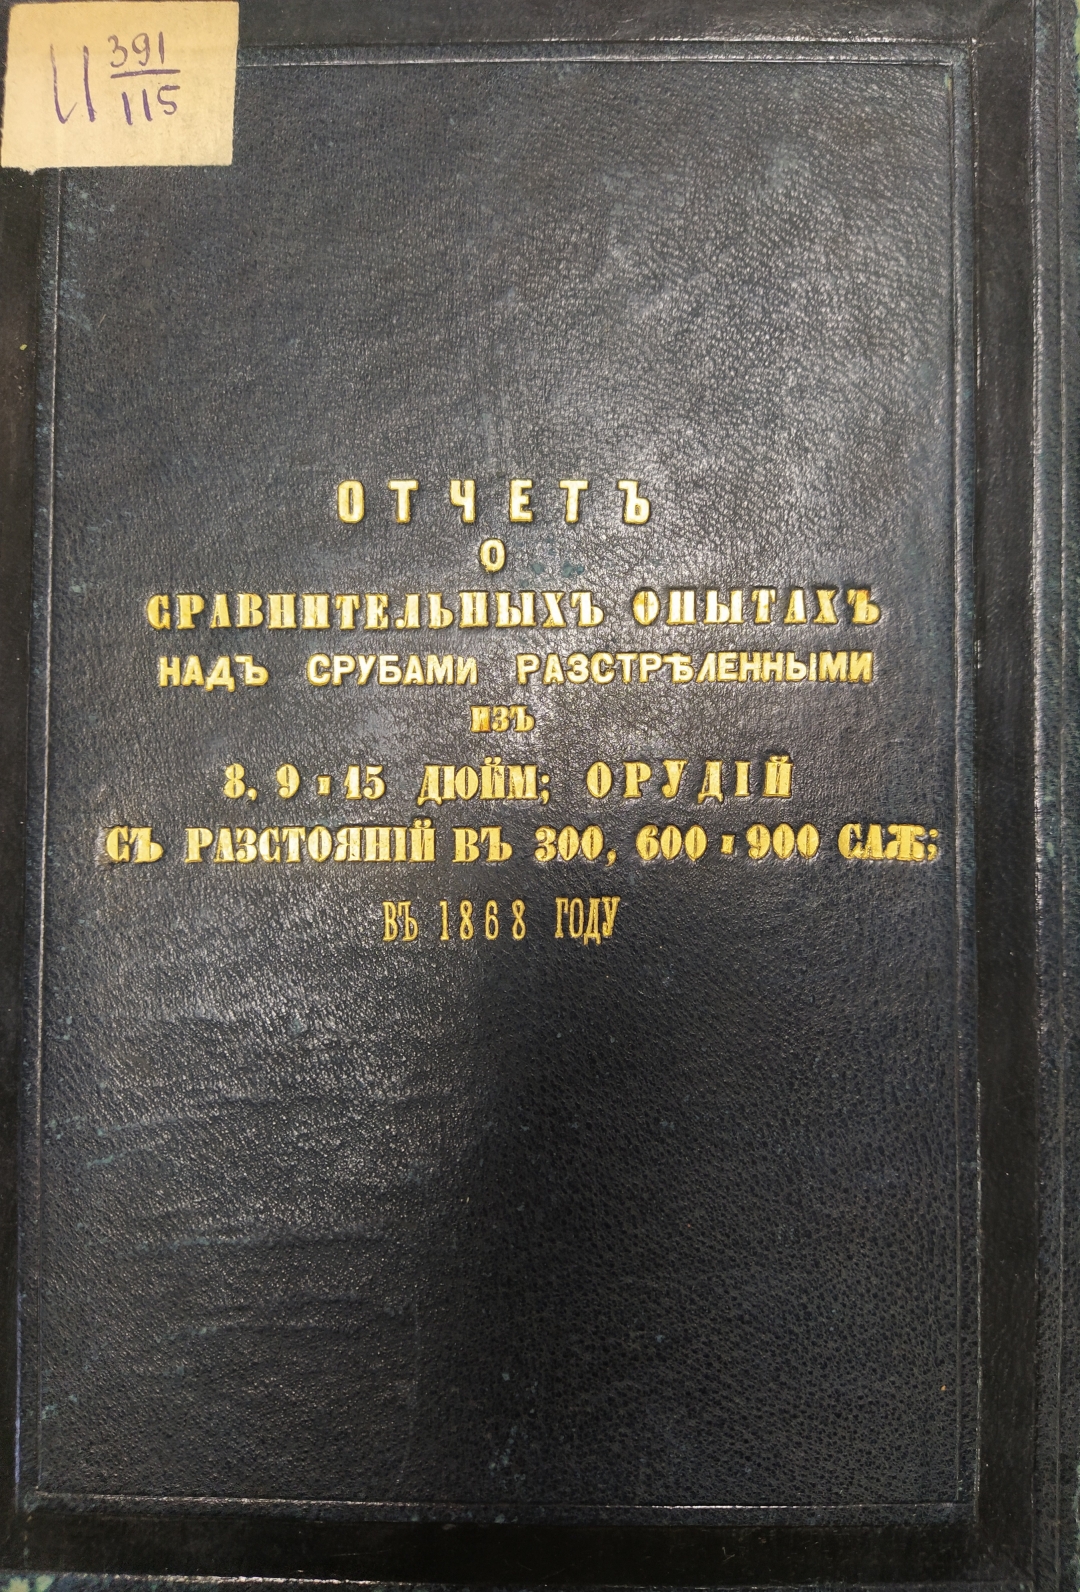 И 391/115
ОТЧЕТЪ
О
СРАВНИТЕЛЬНЫХЪ ОПЫТАХЪ
НАДЪ СРУБАМИ РАЗСТРѢЛЕННЫМИ
ИЗЪ
8, 9 и 15 ДЮЙМ; ОРУДІЙ
СЪ РАЗСТОЯНІЙ ВЪ 300, 600 и 900 САЖ;
ВЪ 1868 ГОДУ